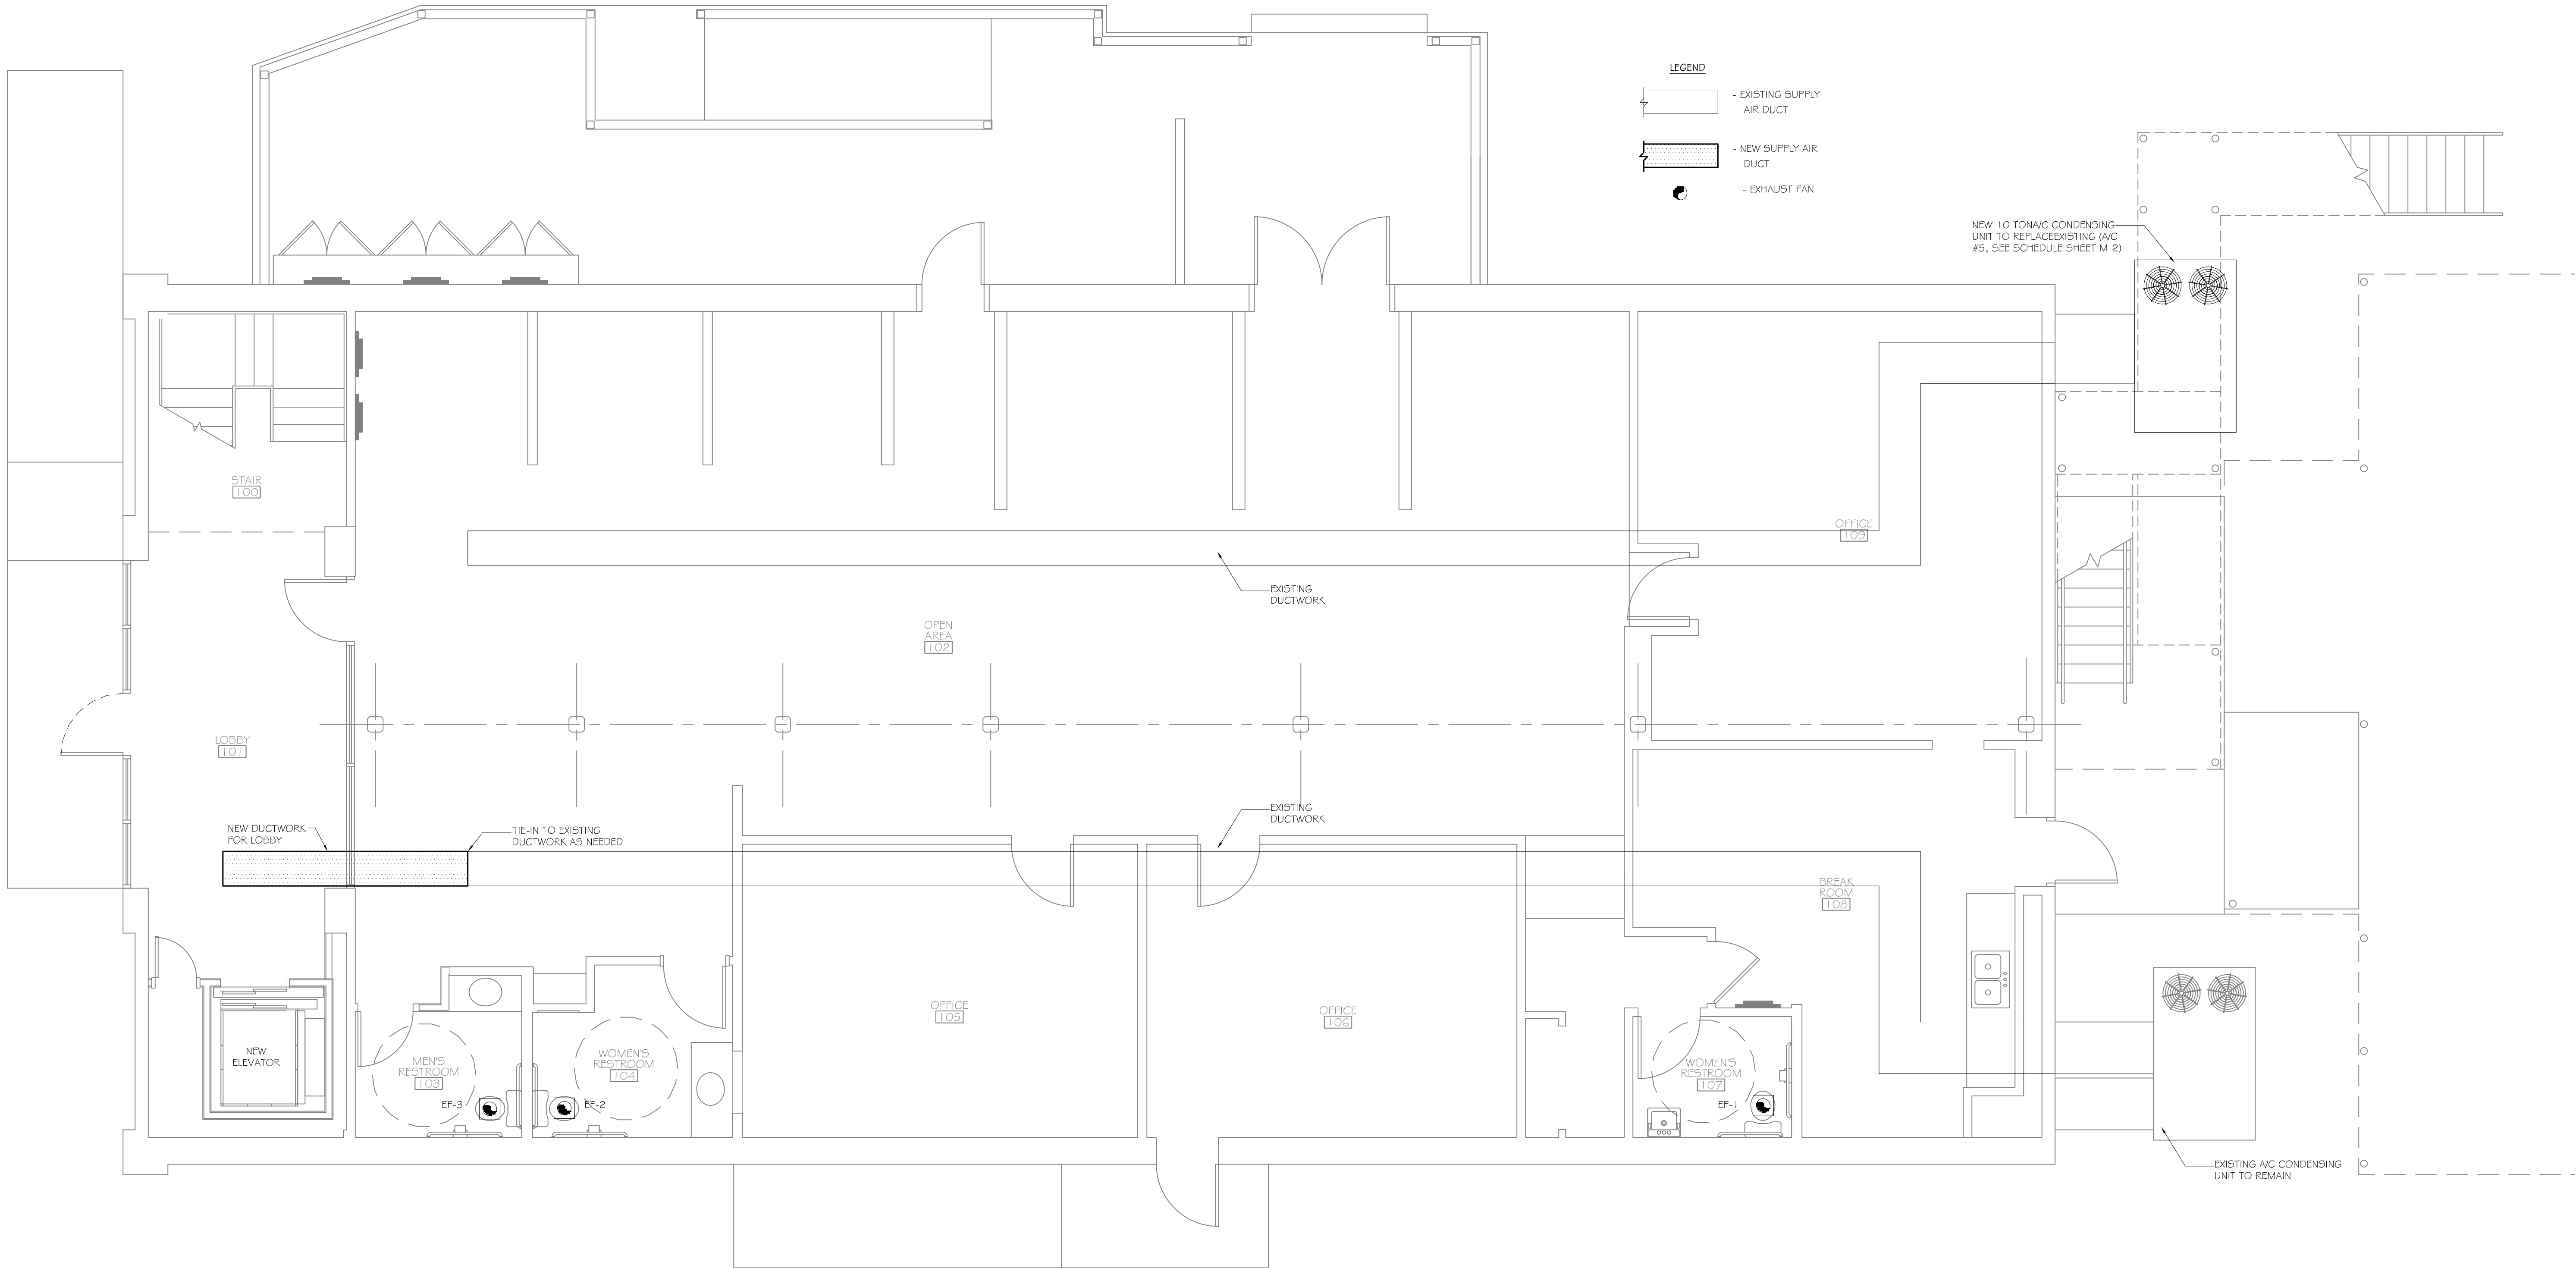 LEGEND
- EXISTING SUPPLY
AIR DUCT
- NEW SUPPLY AIR
DUCT
- EXHAUST FAN
NEW 10 TONA/C CONDENSING
UNIT TO REPLACEEXISTING (A/C
#5, SEE SCHEDULE SHEET M-2)
STAIR
100
OFFICE
109
EXISTING
DUCTWORK
OPEN
AREA
102
LOBBY
101
NEW DUCTWORK
FOR LOBBY
TIE-IN TO EXISTING
DUCTWORK AS NEEDED
EXISTING
DUCTWORK
BREAK
ROOM
108
OFFICE
105
OFFICE
106
NEW
ELEVATOR
MEN'S
RESTROOM
103
EF-3
WOMEN'S
RESTROOM
104
EF-2
WOMEN'S
RESTROOM
107
EF-1
EXISTING A/C CONDENSING
UNIT TO REMAIN